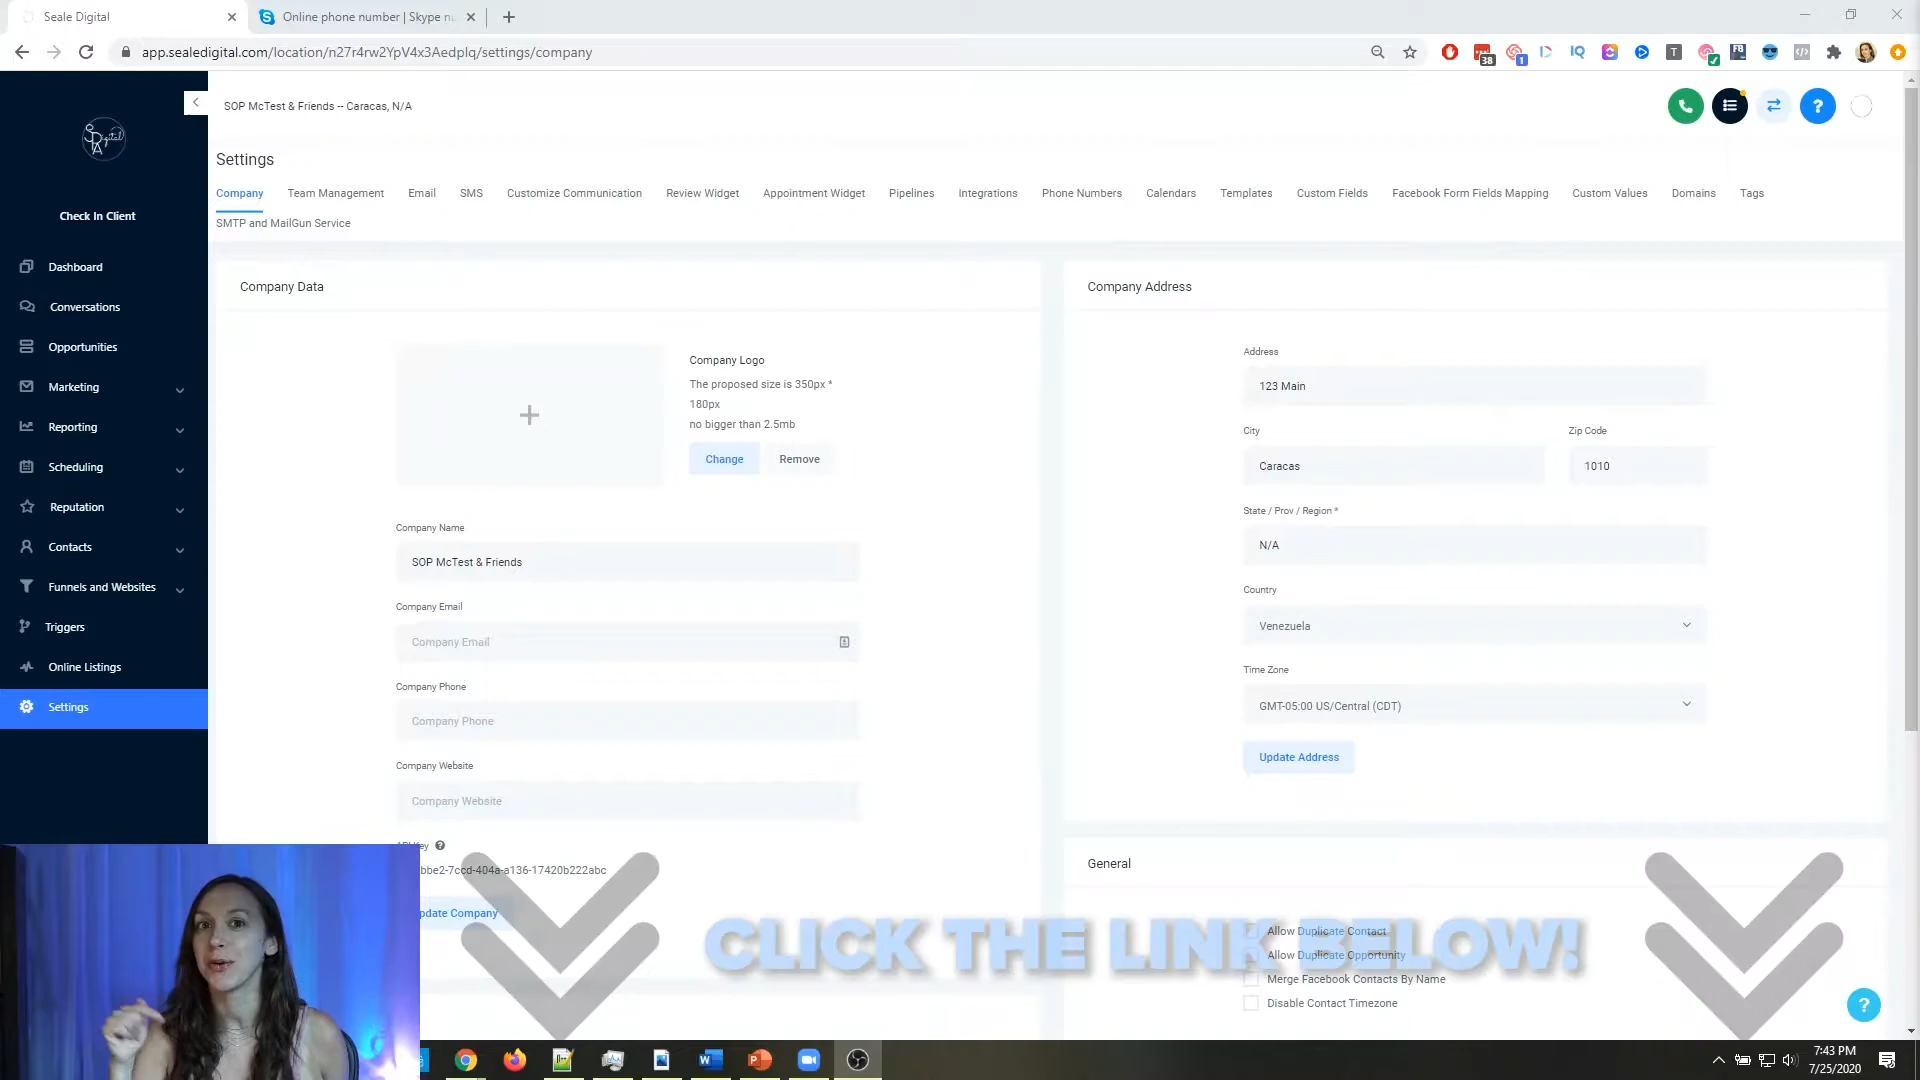 Seale Digital
Online phone number | Skype nu
app.sealedigital.com/location/n27r4rw2YpV4x3Aedplq/settings/company
38
1
IQ
T
FB
SOP McTest & Friends -- Caracas, N/A
Digital
Check In Client
Dashboard
Conversations
Opportunities
Marketing
Reporting
Scheduling
Reputation
Contacts
Funnels and Websites
Triggers
Online Listings
Settings
Settings
Company
Team Management
Email
SMS
Customize Communication
Review Widget
Appointment Widget
Pipelines
Integrations
Phone Numbers
Calendars
Templates
Custom Fields
Facebook Form Fields Mapping
Custom Values
Domains
Tags
SMTP and MailGun Service
Company Data
Company Logo
The proposed size is 350px *
180px
no bigger than 2.5mb
Change
Remove
Company Name
SOP McTest & Friends
Company Email
Company Email
Company Phone
Company Phone
Company Website
Company Website
bbe2-7ccd-404a-a136-17420b222abc
pdate Company
Company Address
Address
123 Main
City
Zip Code
Caracas
1010
State / Prov / Region *
N/A
Country
Venezuela
Time Zone
GMT-05:00 US/Central (CDT)
Update Address
General
Allow Duplicate Contact
Allow Duplicate Opportunity
Merge Facebook Contacts By Name
Disable Contact Timezone
CLICK THE LINK BELOW!
7:43 PM
7/25/2020